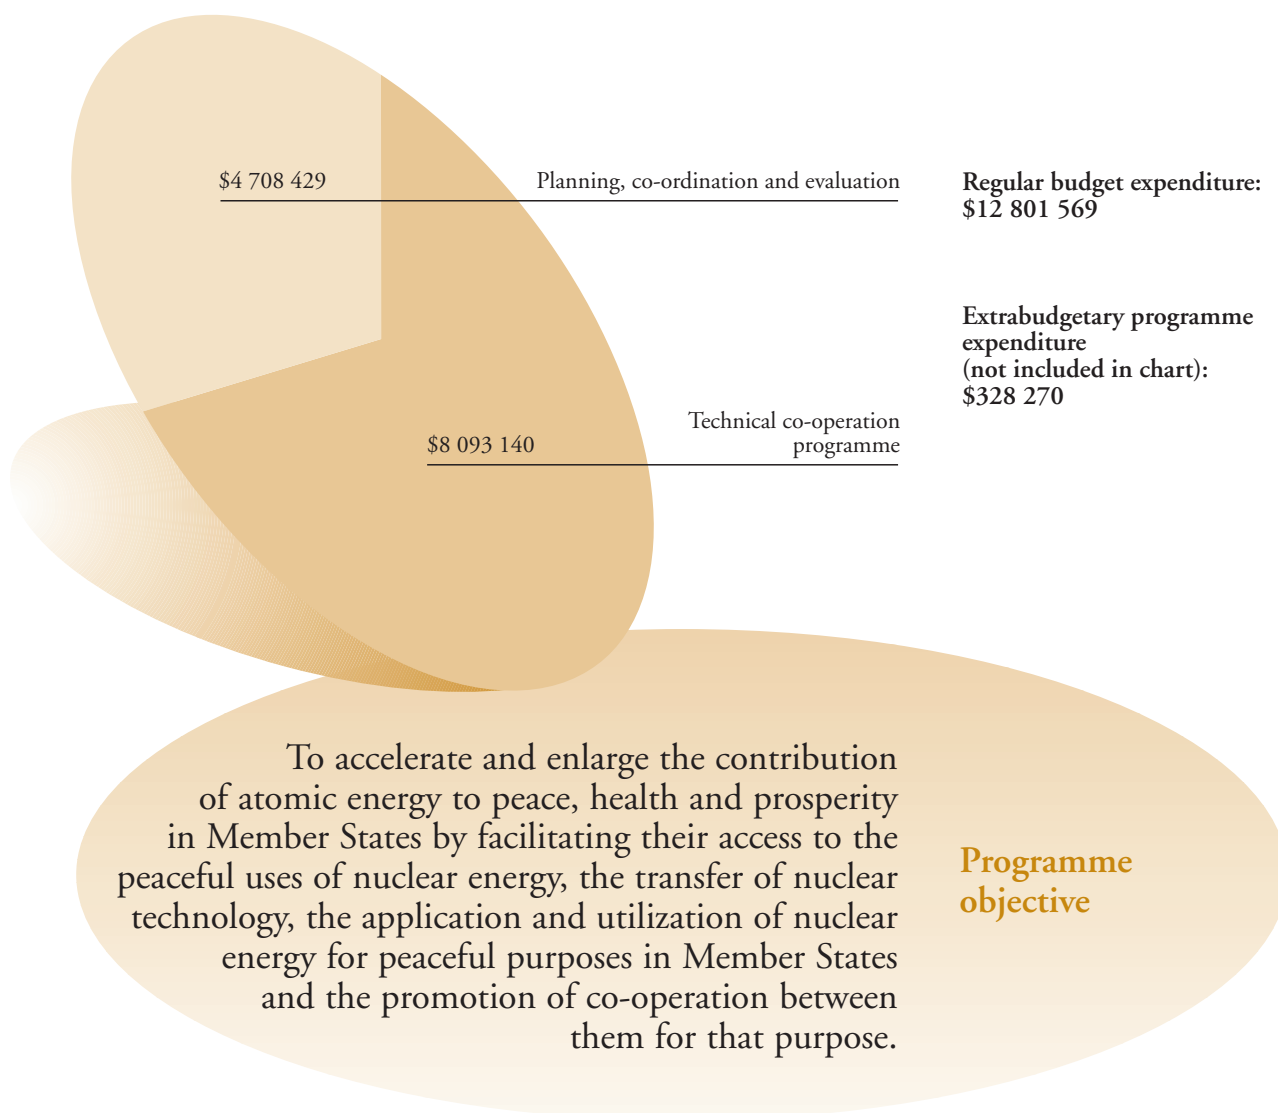 $4 708 429
Planning, co-ordination and evaluation
Regular budget expenditure:
$12 801 569
Extrabudgetary programme
expenditure
(not included in chart):
$328 270
$8 093 140
Technical co-operation
programme
To accelerate and enlarge the contribution
of atomic energy to peace, health and prosperity
in Member States by facilitating their access to the
peaceful uses of nuclear energy, the transfer of nuclear
technology, the application and utilization of nuclear
energy for peaceful purposes in Member States
and the promotion of co-operation between
them for that purpose.
Programme
objective